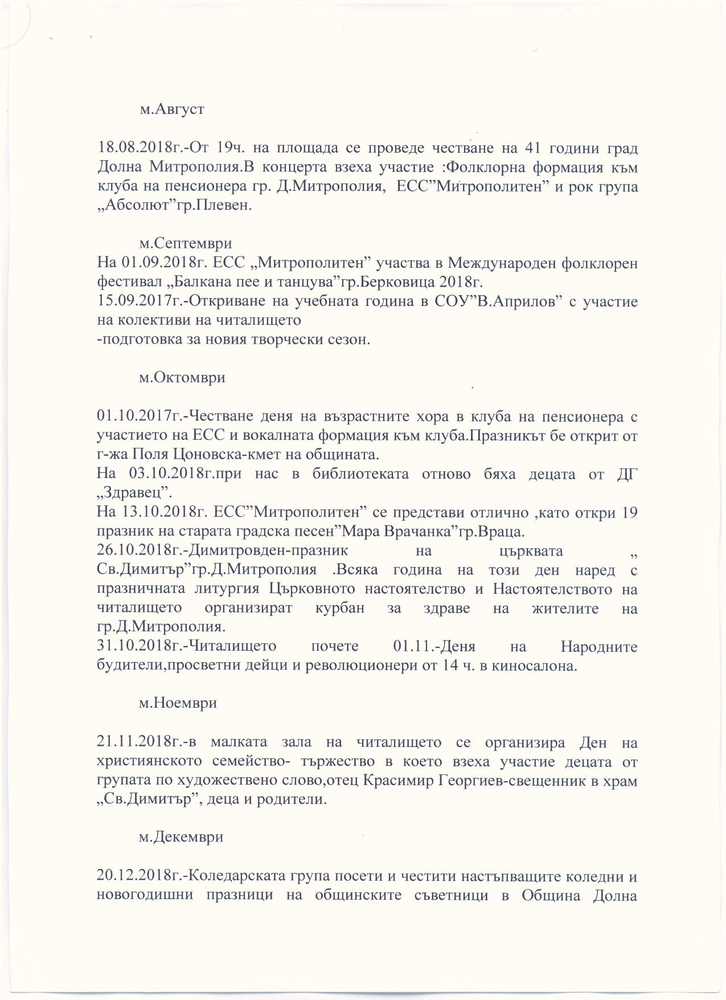 м.Август
18.08.2018г.-От 19ч. на площада се проведе честване на 41 години град
Долна Митрополия.В концерта взеха участие :Фолклорна формация към
клуба на пенсионера гр. Д.Митрополия, ЕСС”Митрополитен” и рок група
„Абсолют”гр.Плевен.
м.Септември
На 01.09.2018г. ЕСС „Митрополитен” участва в Международен фолклорен
фестивал „Балкана пее и танцува”гр.Берковица 2018г.
15.09.2017г.-Откриване на учебната година в СОУ”В.Априлов” с участие
на колективи на читалището
-подготовка за новия творчески сезон.
м.Октомври
01.10.2017г.-Честване деня на възрастните хора в клуба на пенсионера с
участието на ЕСС и вокалната формация към клуба.Празникът бе открит от
г-жа Поля Цоновска-кмет на общината.
На 03.10.2018г.при нас в библиотеката отново бяха децата от ДГ
„Здравец”.
На 13.10.2018г. ЕСС”Митрополитен” се представи отлично ,като откри 19
празник на старата градска песен”Мара Врачанка”гр.Враца.
26.10.2018г.-Димитровден-празник на църквата „
Св.Димитър”гр.Д.Митрополия .Всяка година на този ден наред с
празничната литургия Църковното настоятелство и Настоятелството на
читалището организират курбан за здраве на жителите на
гр.Д.Митрополия.
31.10.2018г.-Читалището почете 01.11.-Деня на Народните
будители,просветни дейци и революционери от 14 ч. в киносалона.
м.Ноември
21.11.2018г.-в малката зала на читалището се организира Ден на
християнското семейство- тържество в което взеха участие децата от
групата по художествено слово,отец Красимир Георгиев-свещенник в храм
„Св.Димитър”, деца и родители.
м.Декември
20.12.2018г.-Коледарската група посети и честити настъпващите коледни и
новогодишни празници на общинските съветници в Община Долна